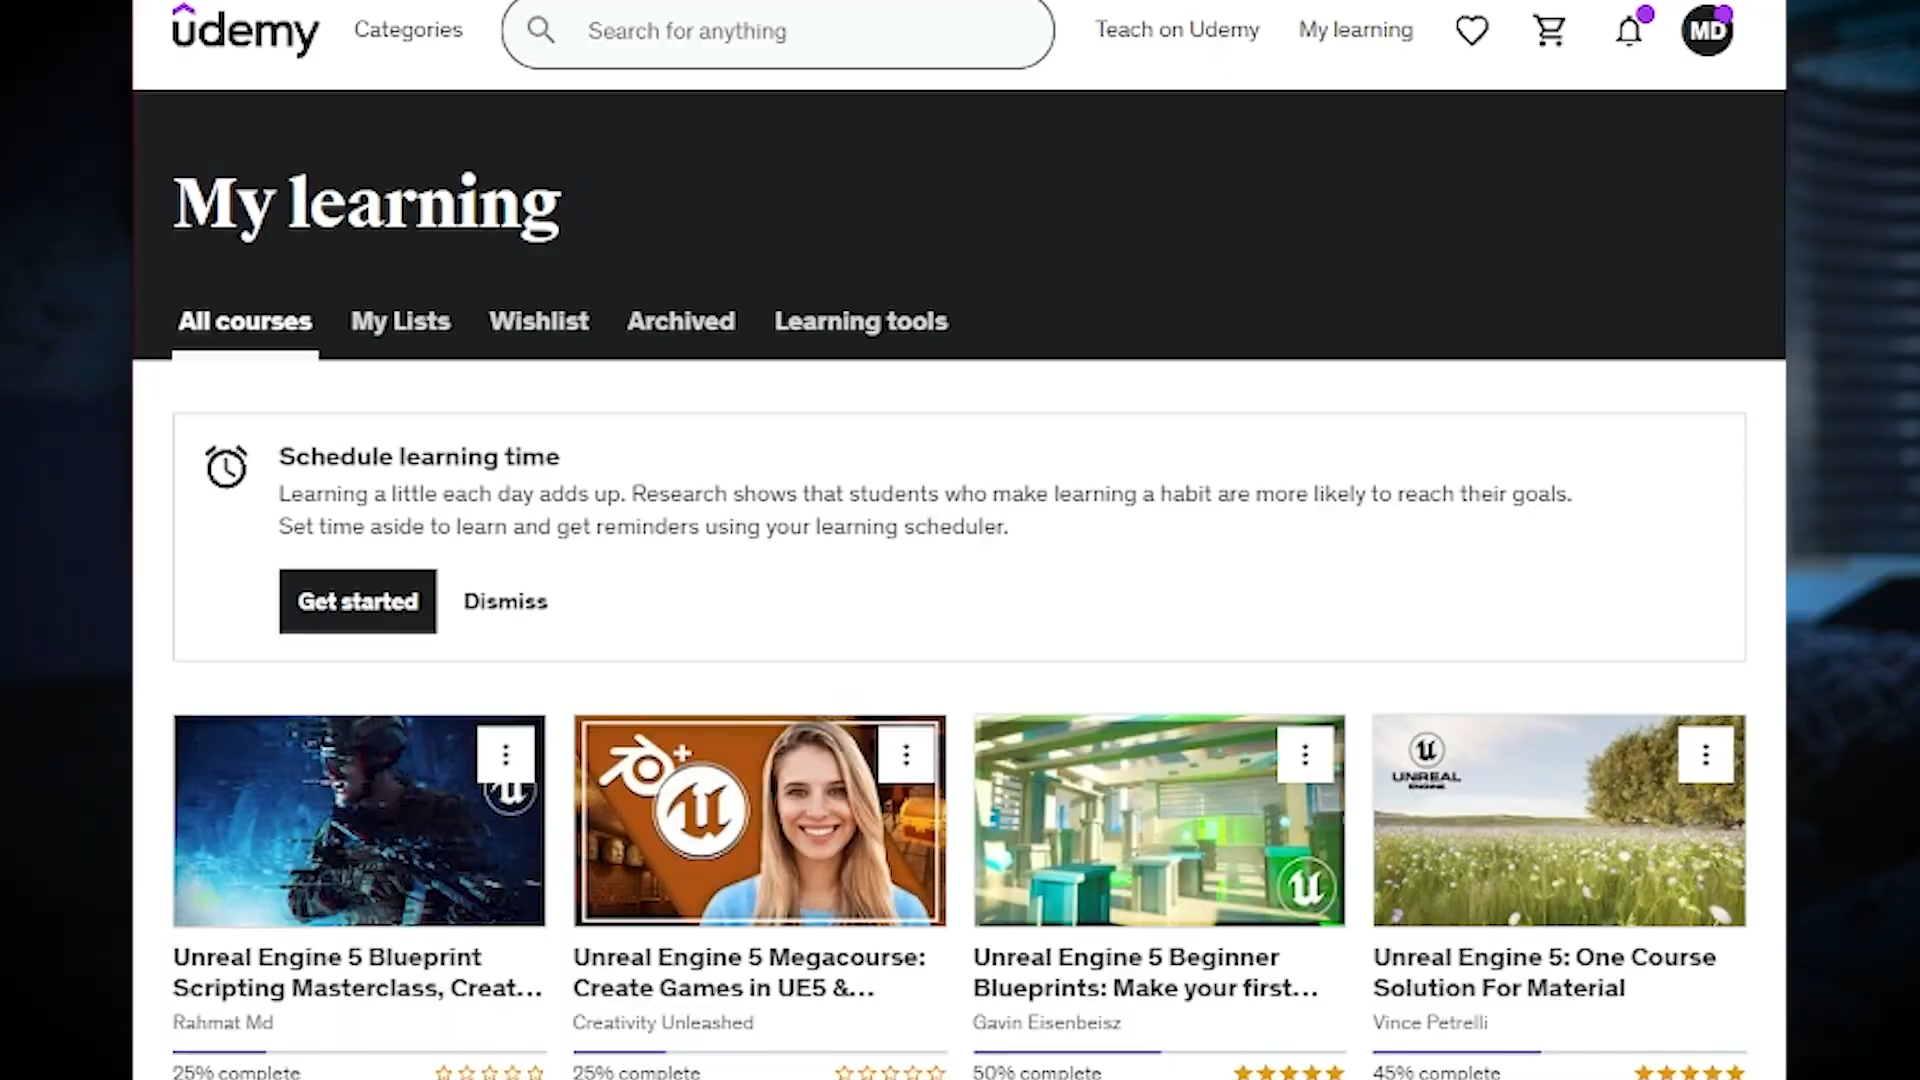 ûdemy Categories Search for anything Teach on Udemy My learning MD
My learning
All courses My Lists Wishlist Archived Learning tools
Schedule learning time
Learning a little each day adds up. Research shows that students who make learning a habit are more likely to reach their goals.
Set time aside to learn and get reminders using your learning scheduler.
Get started Dismiss
UNREAL
ENGINE
Unreal Engine 5 Blueprint
Scripting Masterclass, Creat...
Rahmat Md
25% complete
Unreal Engine 5 Megacourse:
Create Games in UE5 &...
Creativity Unleashed
25% complete
Unreal Engine 5 Beginner
Blueprints: Make your first...
Gavin Eisenbeisz
50% complete
Unreal Engine 5: One Course
Solution For Material
Vince Petrelli
45% complete